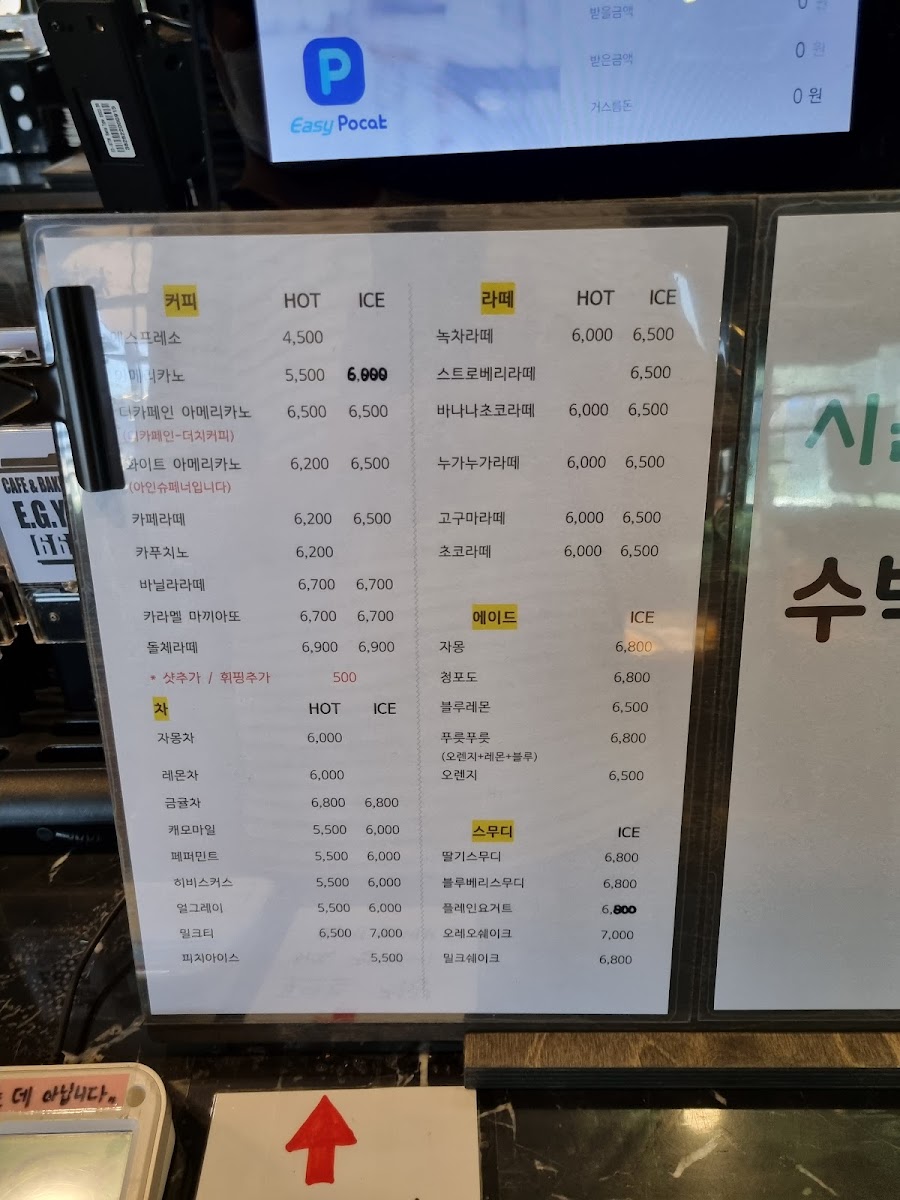 받을금액 0 원
받은금액 0 원
거스름돈 0 원
P
Easy Pocat
CAFE & BAK
E.G.Y
커피 HOT ICE
에스프레소 4,500
아메리카노 5,500 6,000
디카페인 아메리카노 6,500 6,500
(디카페인-더치커피)
화이트 아메리카노 6,200 6,500
(아인슈페너입니다)
카페라떼 6,200 6,500
카푸치노 6,200
바닐라라떼 6,700 6,700
카라멜 마끼아또 6,700 6,700
돌체라떼 6,900 6,900
* 샷추가 / 휘핑추가 500
차 HOT ICE
자몽차 6,000
레몬차 6,000
금귤차 6,800 6,800
캐모마일 5,500 6,000
페퍼민트 5,500 6,000
히비스커스 5,500 6,000
얼그레이 5,500 6,000
밀크티 6,500 7,000
피치아이스 5,500
라떼 HOT ICE
녹차라떼 6,000 6,500
스트로베리라떼 6,500
바나나초코라떼 6,000 6,500
누가누가라떼 6,000 6,500
고구마라떼 6,000 6,500
초코라떼 6,000 6,500
에이드 ICE
자몽 6,800
청포도 6,800
블루레몬 6,500
푸릇푸릇 6,800
(오렌지+레몬+블루)
오렌지 6,500
스무디 ICE
딸기스무디 6,800
블루베리스무디 6,800
플레인요거트 6,800
오레오쉐이크 7,000
밀크쉐이크 6,800
시
수
데 아닙니다.